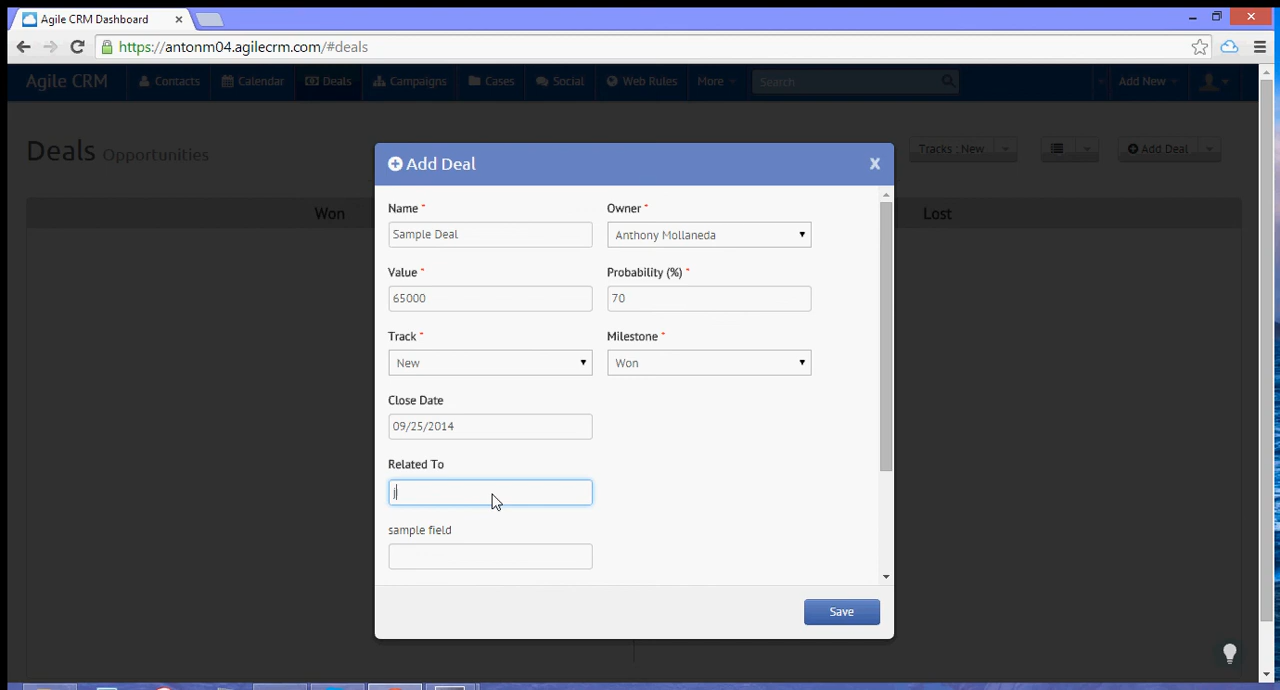 Agile CRM Dashboard
https://antonm04.agilecrm.com/#deals
Agile CRM Contacts Calendar Deals Campaigns Cases Social Web Rules More Search Add New
Deals Opportunities
Tracks : New
Add Deal
Won
Lost
Add Deal
X
Name *
Owner *
Sample Deal
Anthony Mollaneda
Value *
Probability (%) *
65000
70
Track *
Milestone *
New
Won
Close Date
09/25/2014
Related To
j
sample field
Save